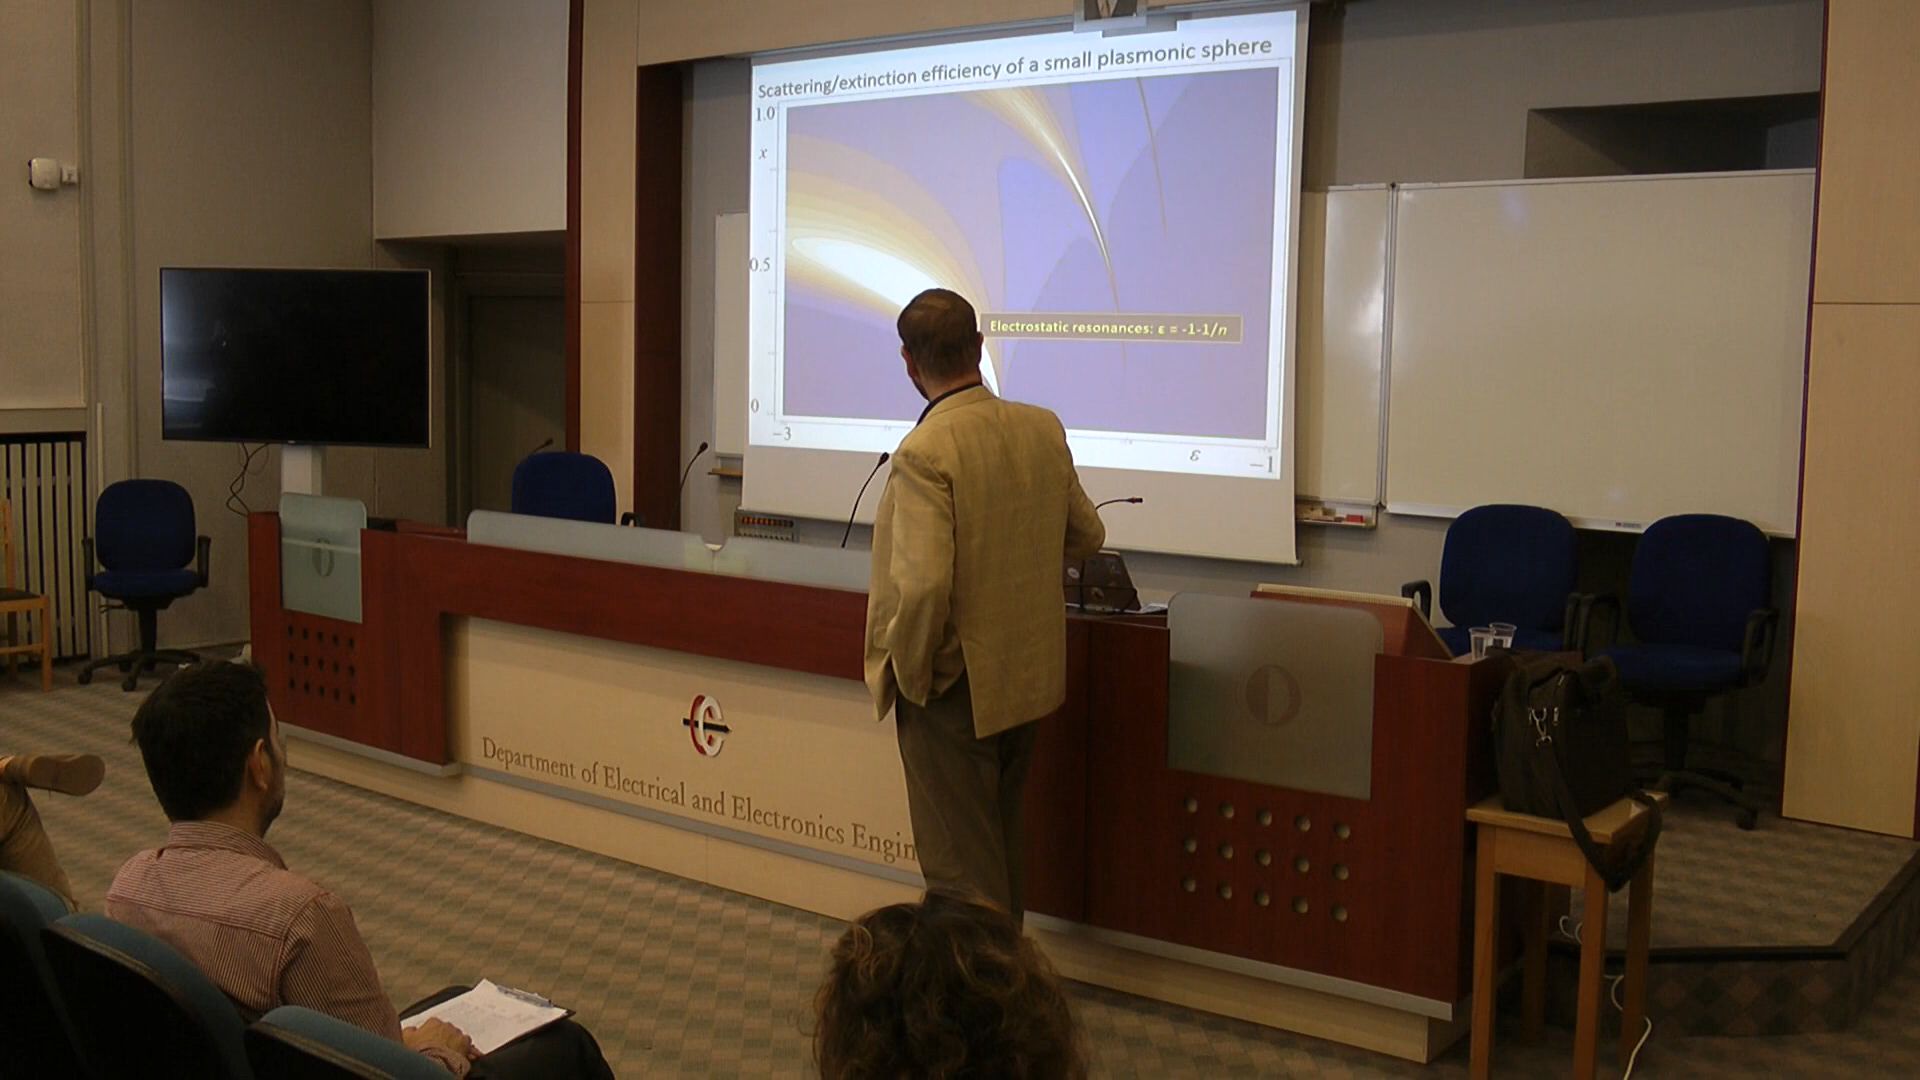 Scattering/extinction efficiency of a small plasmonic sphere
1.0
x
0.5
Electrostatic resonances: ε = -1-1/n
0
−3
ε
−1
Department of Electrical and Electronics Engin